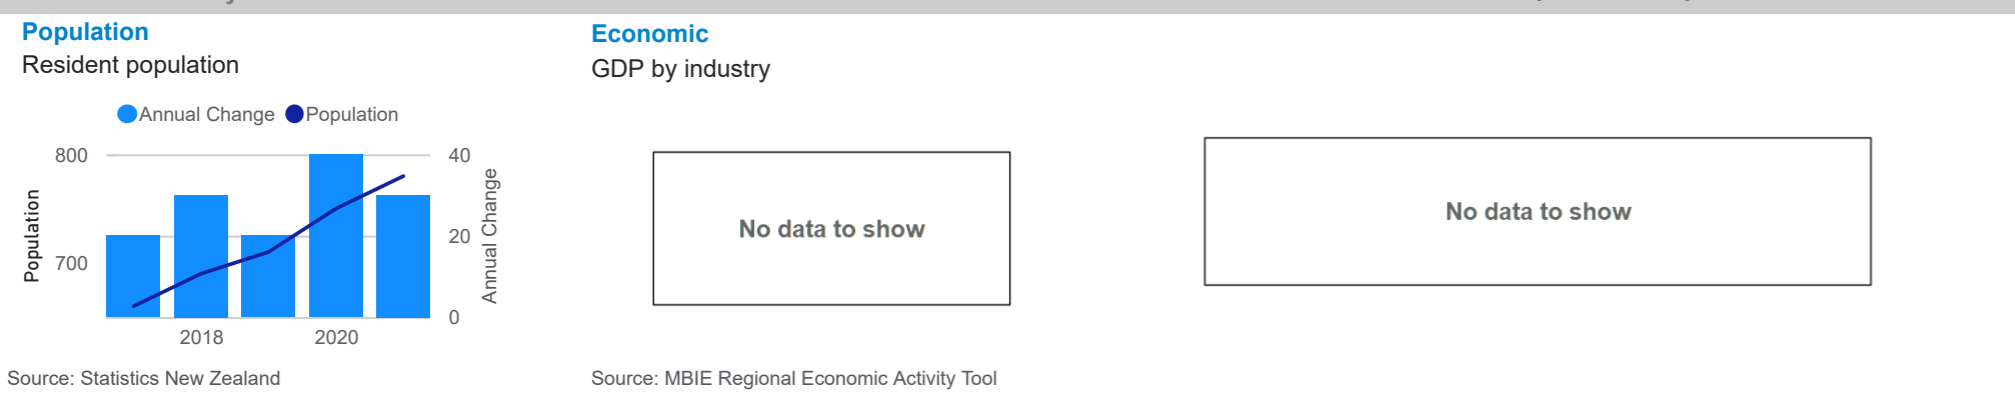 Population
Resident population
Annual Change Population
800
700
Population
40
20
0
Annual Change
2018 2020
Source: Statistics New Zealand
Economic
GDP by industry
No data to show
No data to show
Source: MBIE Regional Economic Activity Tool